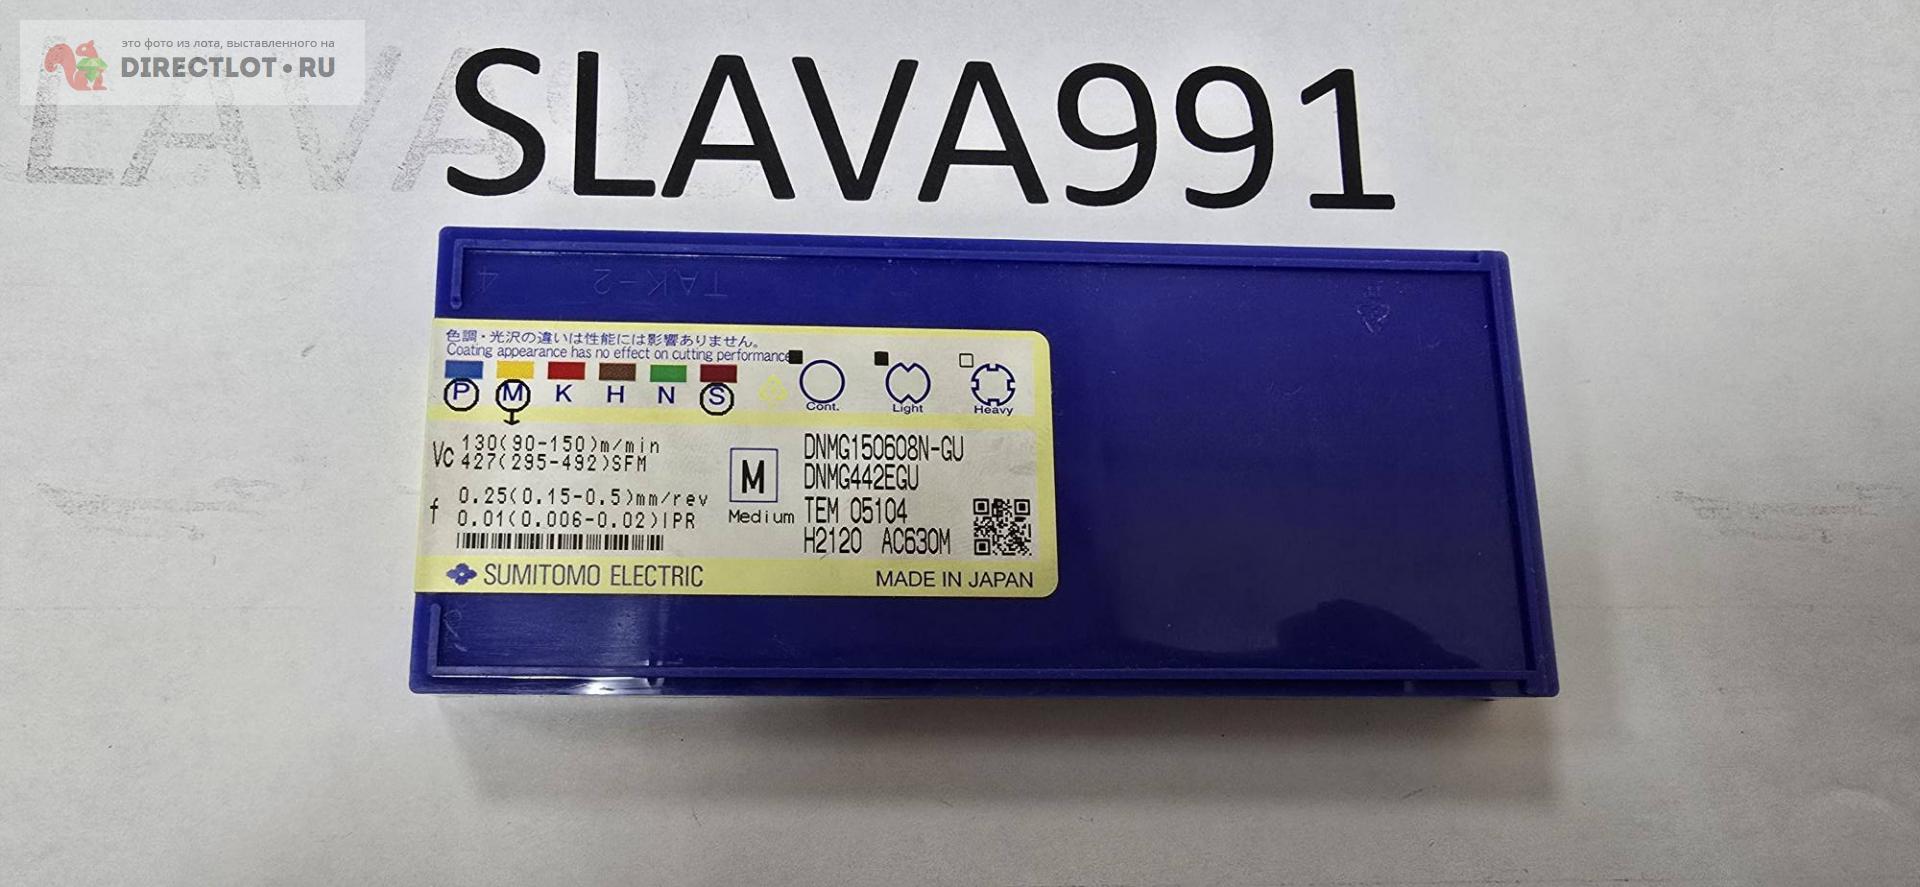 это фото из лота, выставленного на
DIRECTLOT•RU
SLAVA991
LAVA
4 TAK-2
色調・光沢の違いは性能には影響ありません。
Coating appearance has no effect on cutting performance
P M K H N S
Cont. Light Heavy
Vc 130(90-150)m/min
427(295-492)SFM
f 0.25(0.15-0.5)mm/rev
0.01(0.006-0.02)IPR
M
Medium
DNMG150608N-GU
DNMG442EGU
TEM 05104
H2120 AC630M
SUMITOMO ELECTRIC
MADE IN JAPAN